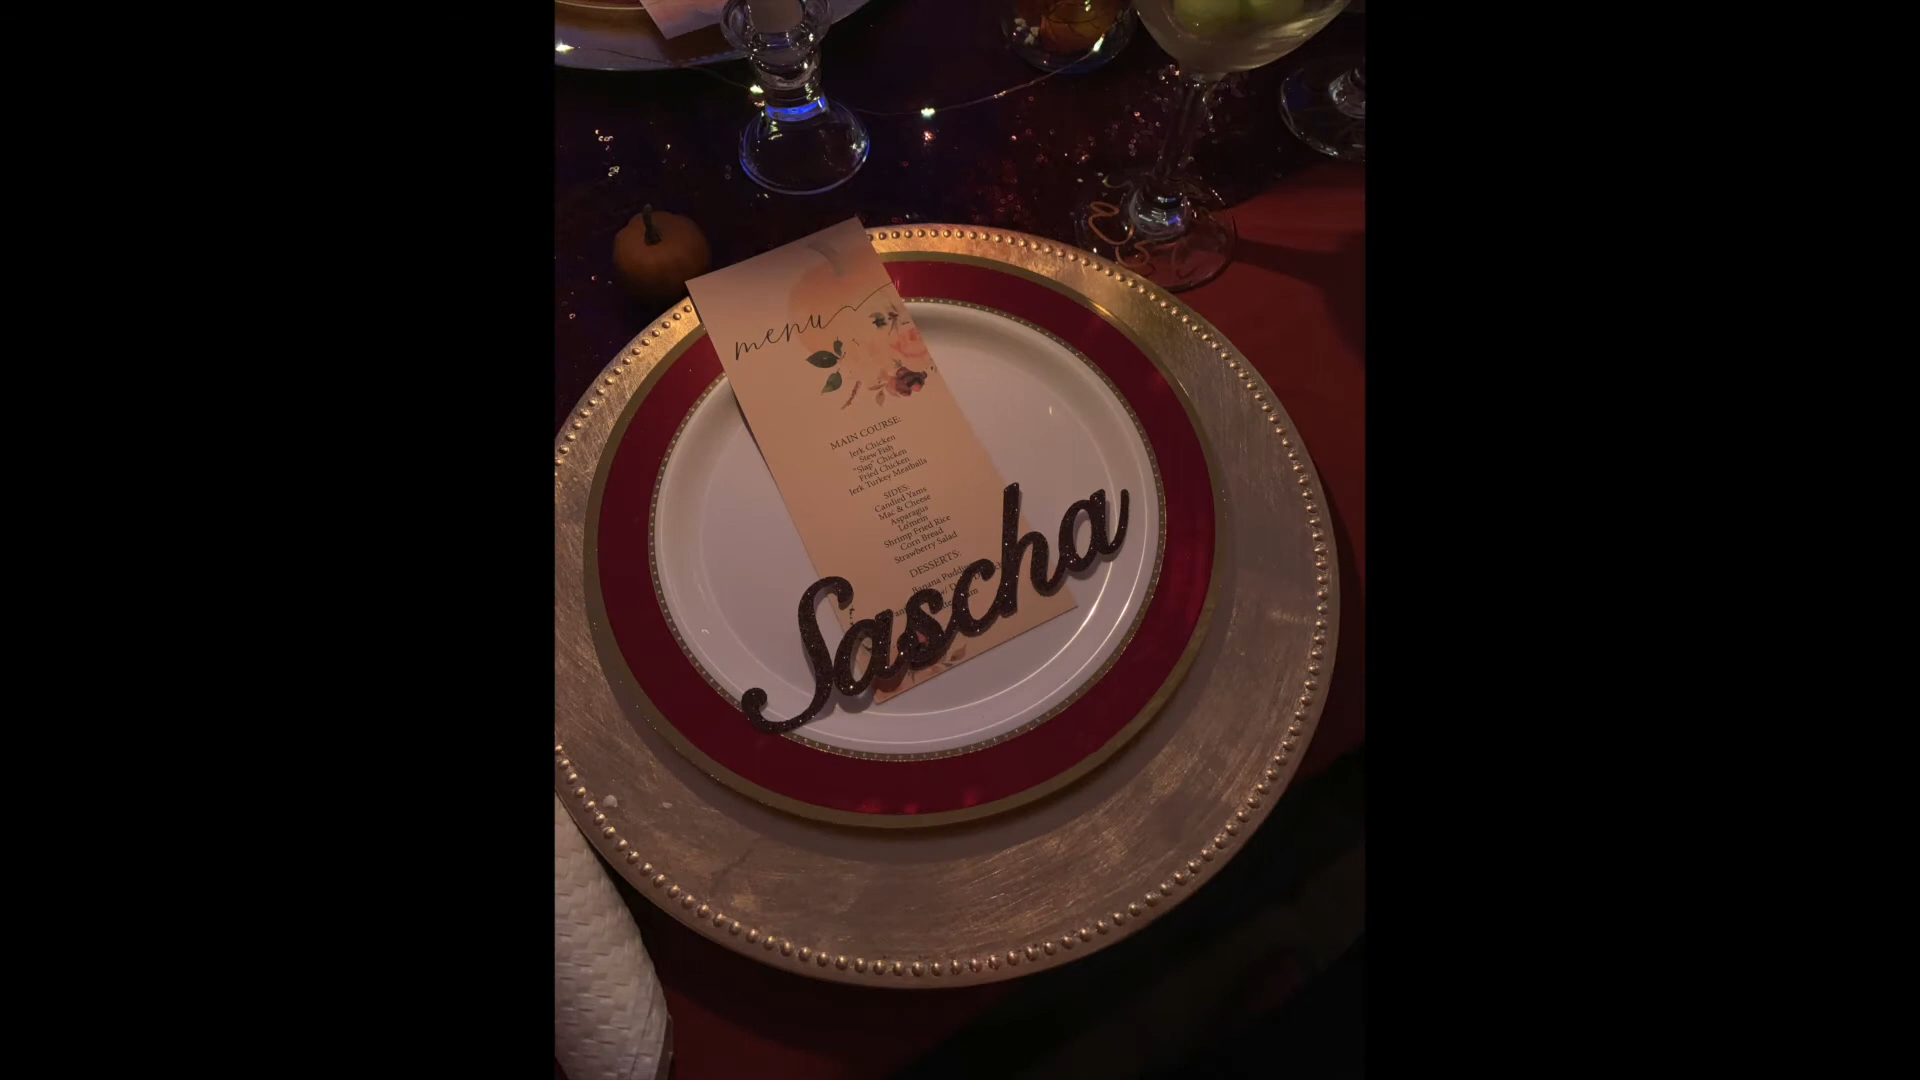 menu
MAIN COURSE:
Jerk Chicken
Stew Fish
"Slap" Chicken
Fried Chicken
Jerk Turkey Meatballs
SIDES:
Candied Yams
Mac & Cheese
Asparagus
Lo'mein
Shrimp Fried Rice
Corn Bread
Strawberry Salad
DESSERTS:
Banana
Sascha